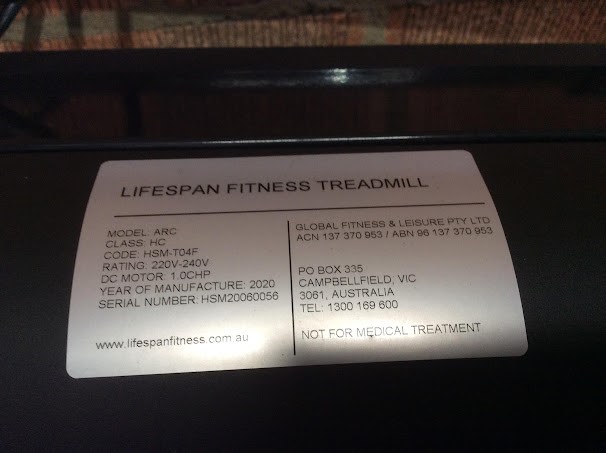 LIFESPAN FITNESS TREADMILL
MODEL: ARC
CLASS: HC
CODE: HSM-T04F
RATING: 220V-240V
DC MOTOR: 1.0CHP
YEAR OF MANUFACTURE: 2020
SERIAL NUMBER: HSM20060056
www.lifespanfitness.com.au
GLOBAL FITNESS & LEISURE PTY LTD
ACN 137 370 953 / ABN 96 137 370 953
PO BOX 335
CAMPBELLFIELD, VIC
3061, AUSTRALIA
TEL: 1300 169 600
NOT FOR MEDICAL TREATMENT